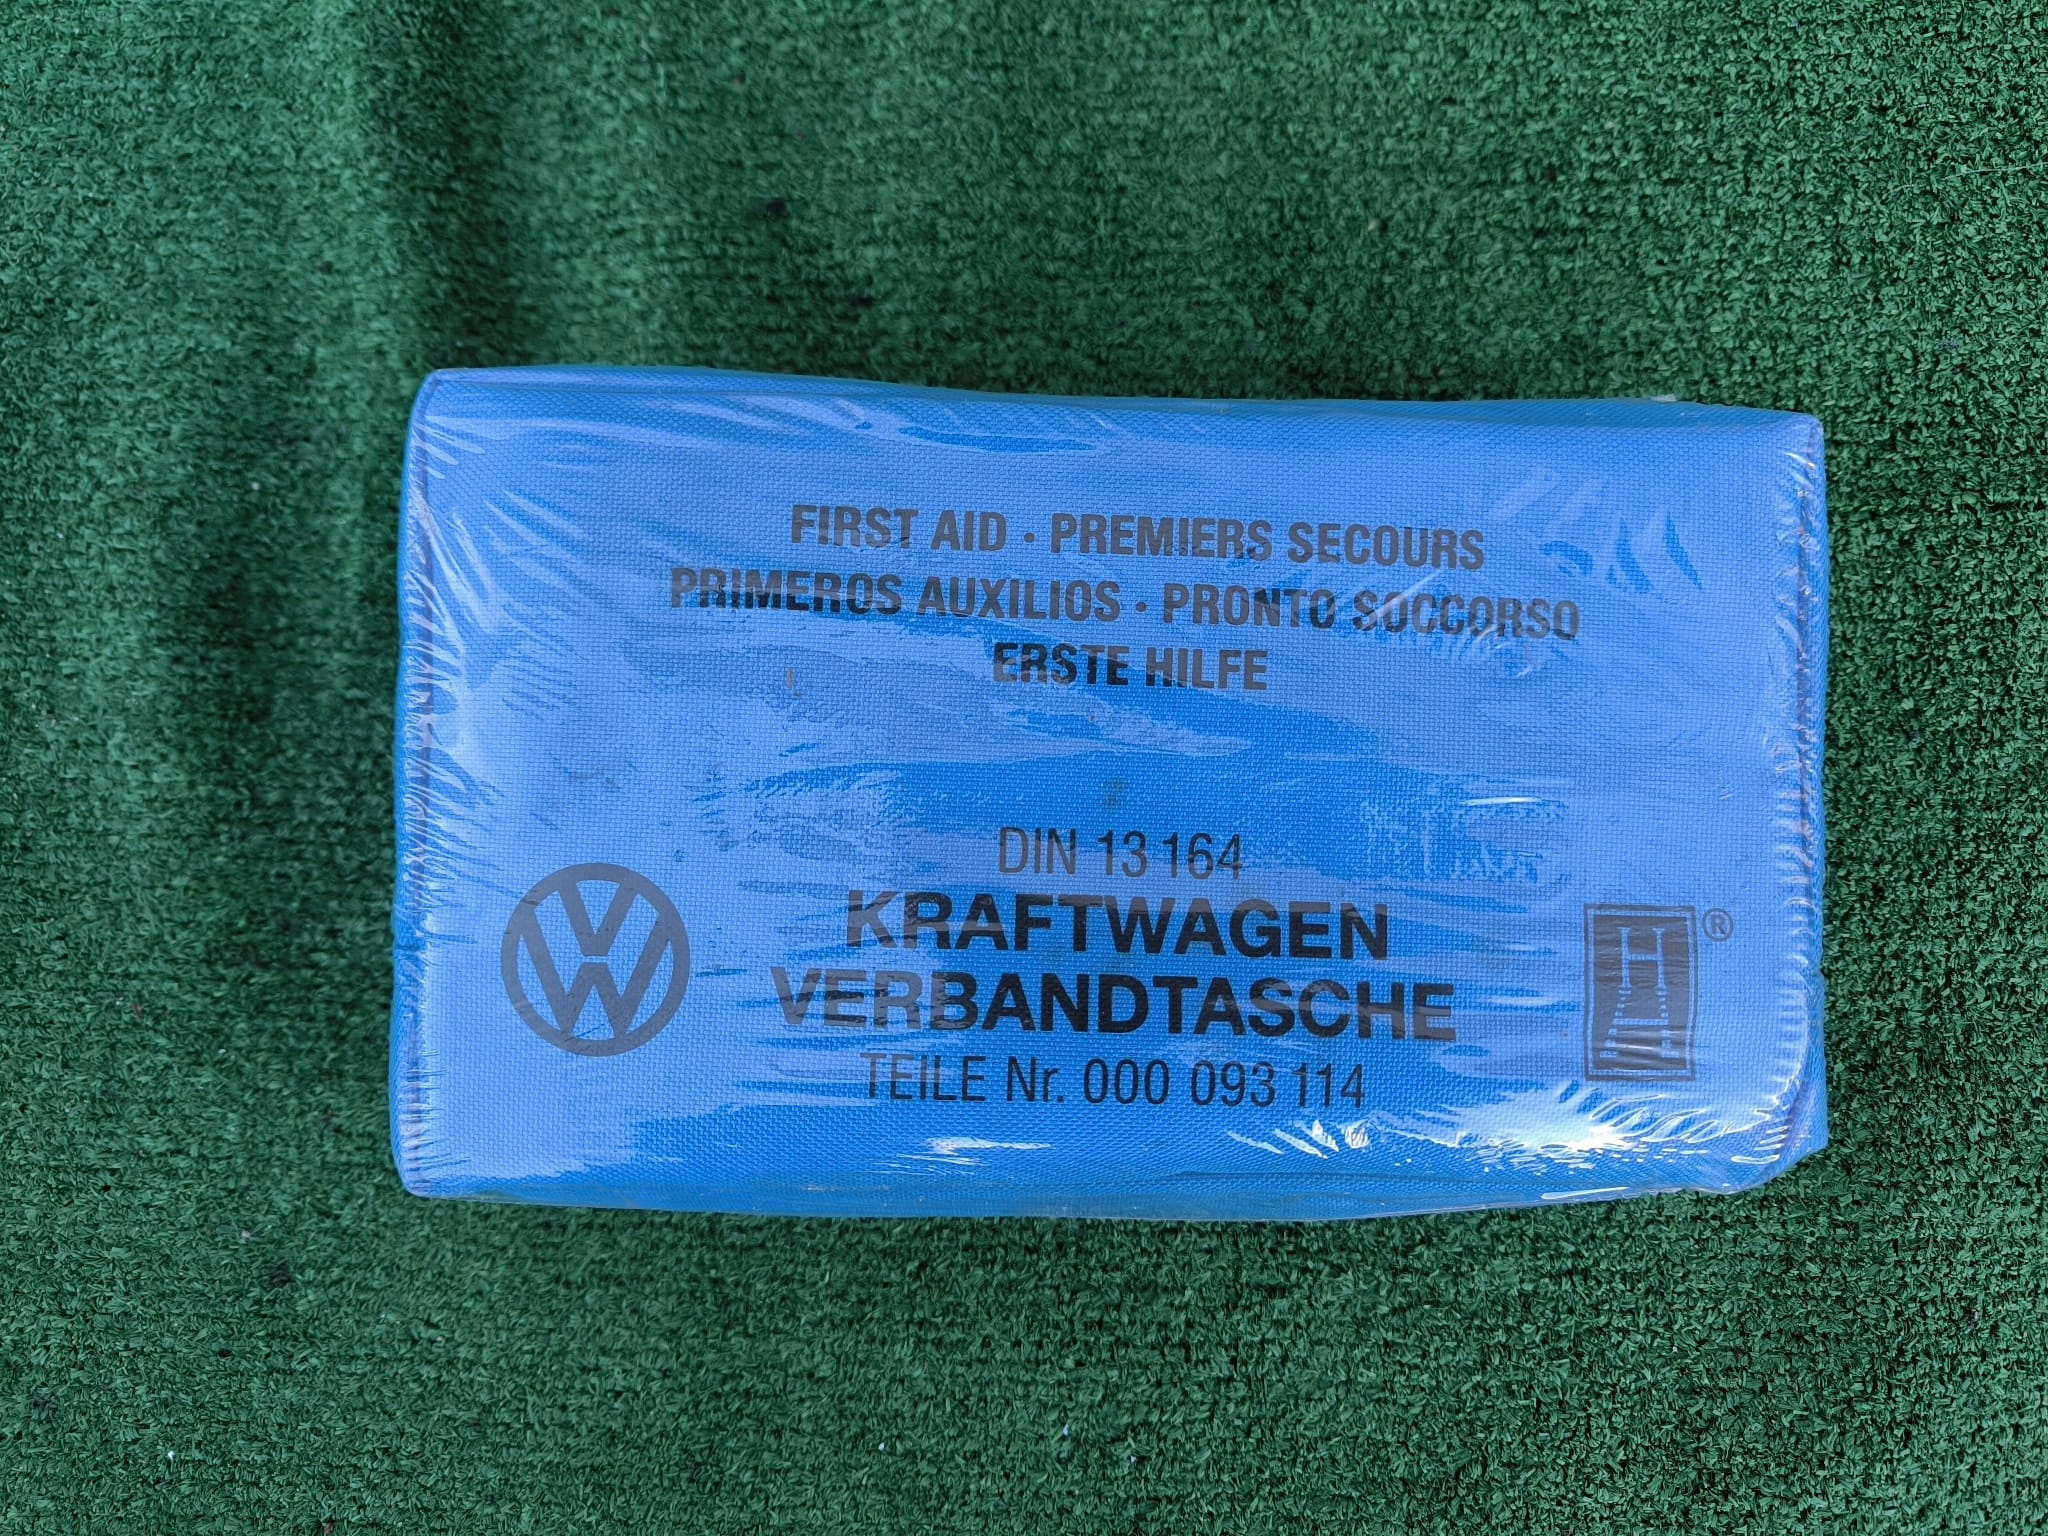 FIRST AID · PREMIERS SECOURS
PRIMEROS AUXILIOS · PRONTO SOCCORSO
ERSTE HILFE
DIN 13 164
KRAFTWAGEN
VERBANDTASCHE
TEILE Nr. 000 093 114
VW
H ®